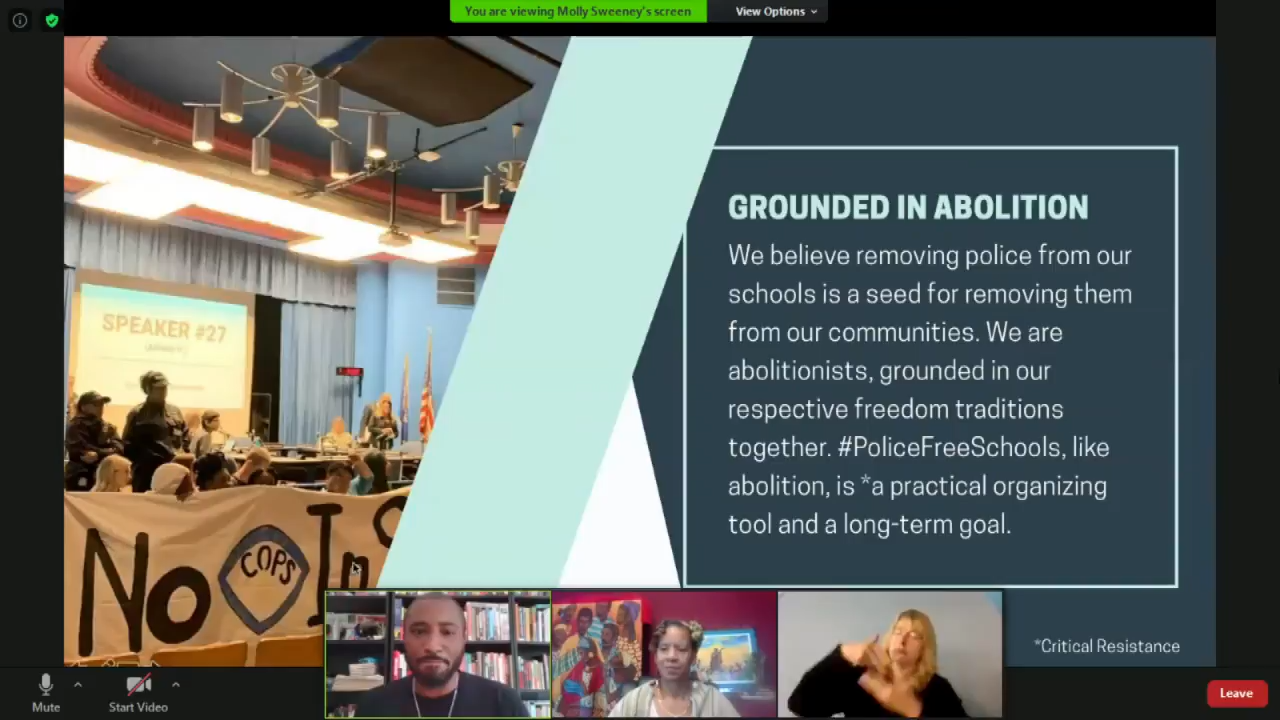 You are viewing Molly Sweeney's screen
View Options
SPEAKER #27
GROUNDED IN ABOLITION
We believe removing police from our
schools is a seed for removing them
from our communities. We are
abolitionists, grounded in our
respective freedom traditions
together. #PoliceFreeSchools, like
abolition, is *a practical organizing
tool and a long-term goal.
No COPS In
*Critical Resistance
Mute
Start Video
Leave